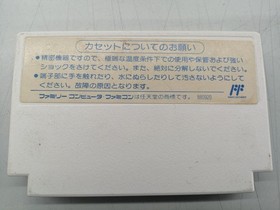 カセットについてのお願い
●精密機器ですので、極端な温度条件下での使用や保管および強い
ショックをさけてください。また、絶対に分解しないでください。
●端子部に手を触れたり、水にぬらしたりして汚さないようにして
ください。故障の原因となります。
ファミリー コンピュータ・ファミコンは任天堂の商標です。